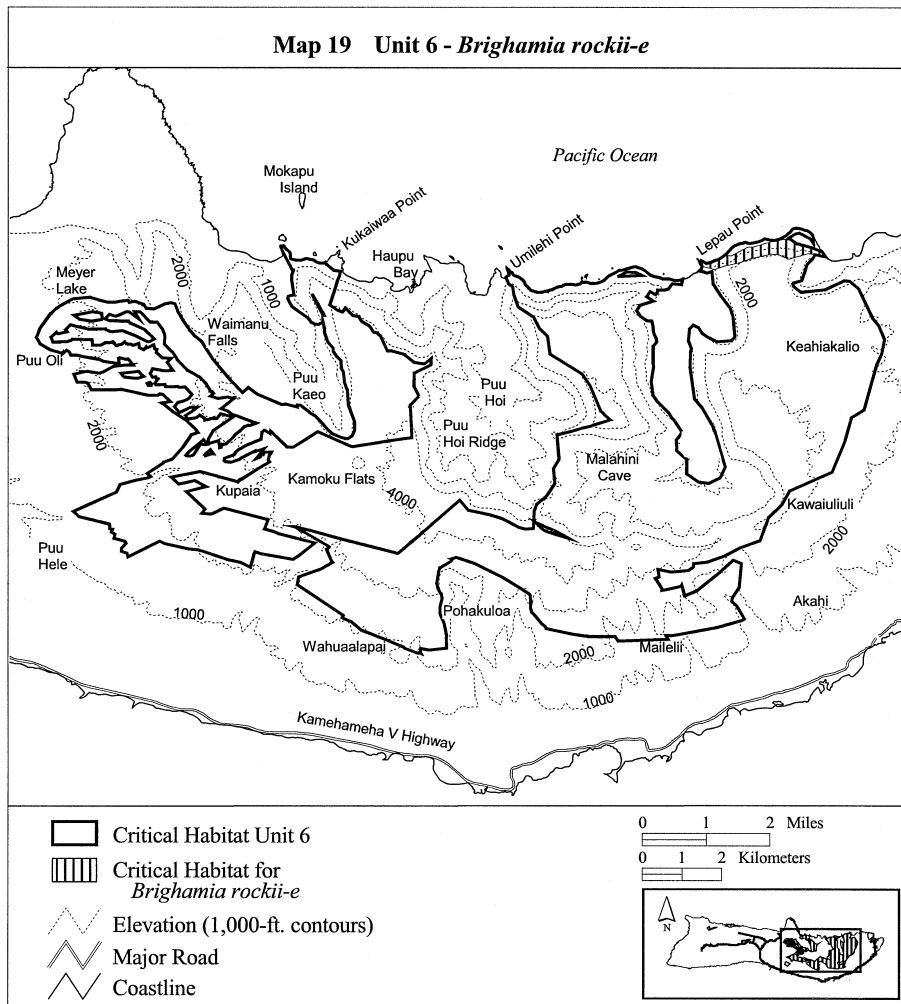 Map 19 Unit 6 - Brighamia rockii-e
Pacific Ocean
Mokapu
Island
Kukaiwaa Point
Haupu
Bay
Umilehi Point
Lepau Point
Meyer
Lake
2000
1000
2000
Waimanu
Falls
Keahiakalio
Puu Oli
Puu
Kaeo
Puu
Hoi
Puu
Hoi Ridge
2000
Malahini
Cave
Kupaia
Kamoku Flats
4000
Kawaiuliuli
2000
Puu
Hele
1000
Pohakuloa
Akahi
Wahuaalapai
Mailelii
2000
1000
Kamehameha V Highway
Critical Habitat Unit 6
Critical Habitat for
Brighamia rockii-e
Elevation (1,000-ft. contours)
Major Road
Coastline
0 1 2 Miles
0 1 2 Kilometers
N